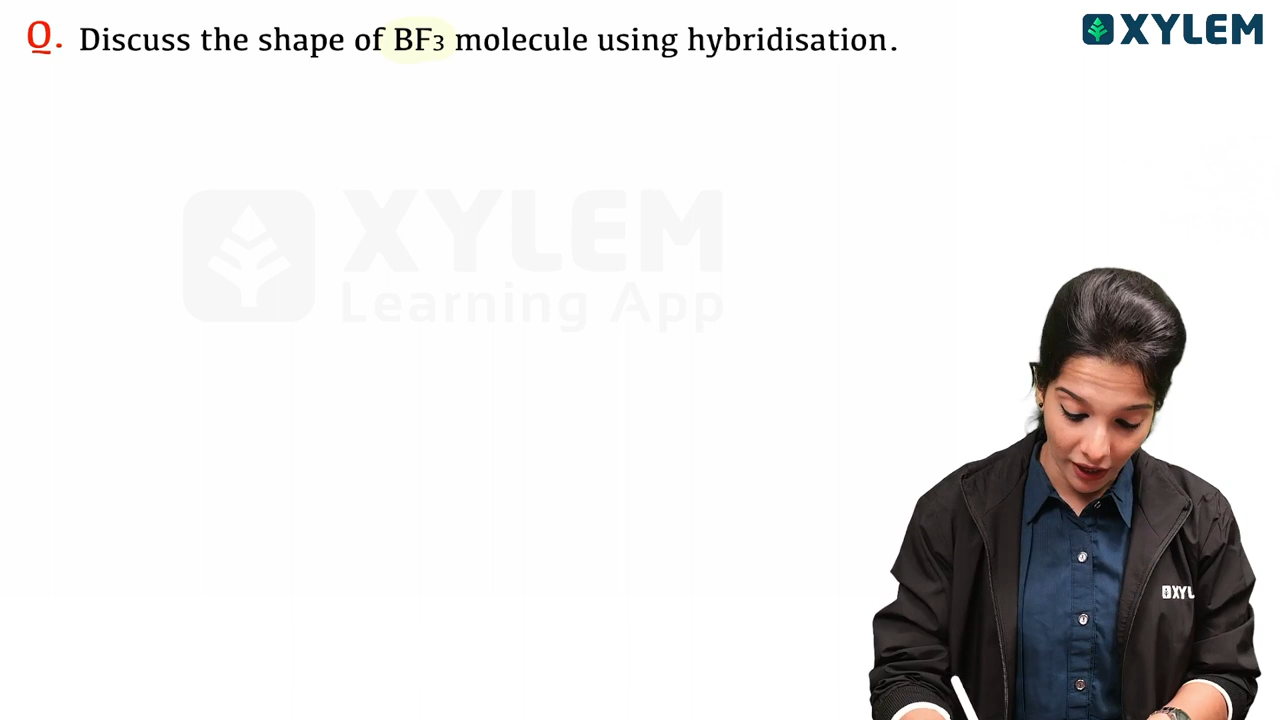 Q. Discuss the shape of BF₃ molecule using hybridisation.
XYLEM
XYLEM
Learning App
XYL